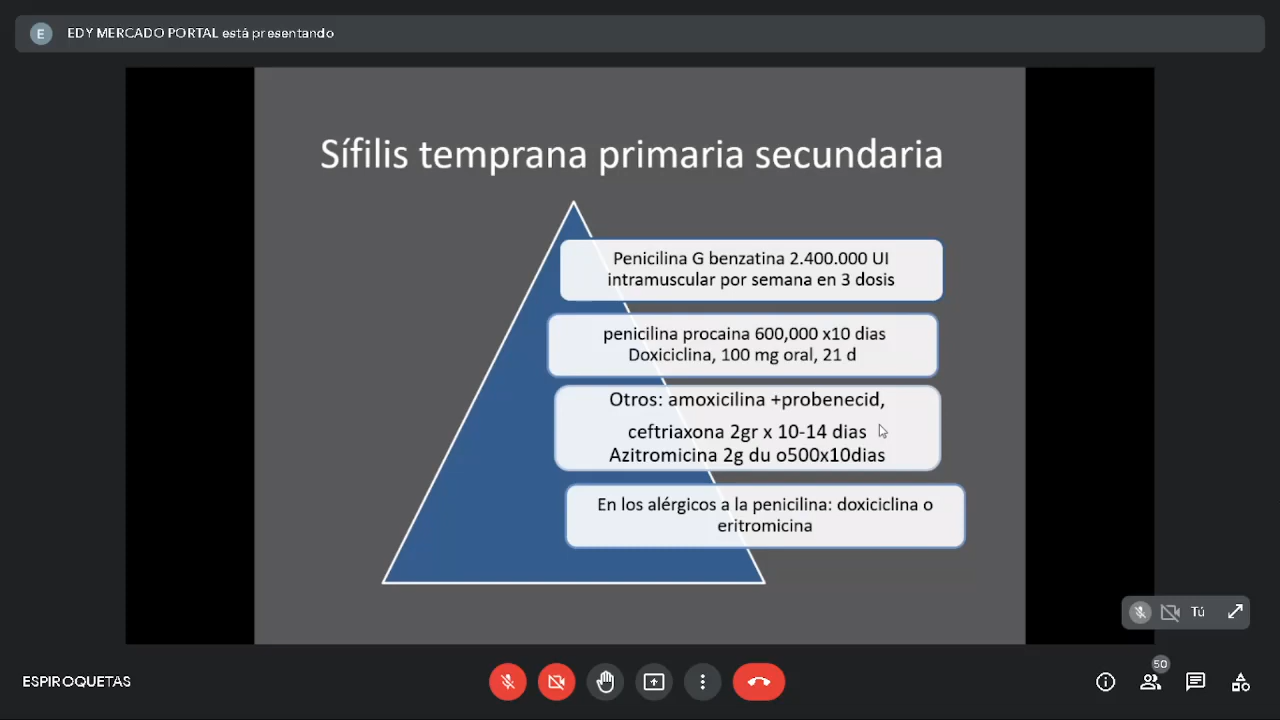 E
EDY MERCADO PORTAL está presentando
Sífilis temprana primaria secundaria
Penicilina G benzatina 2.400.000 UI
intramuscular por semana en 3 dosis
penicilina procaina 600,000 x10 dias
Doxiciclina, 100 mg oral, 21 d
Otros: amoxicilina +probenecid,
ceftriaxona 2gr x 10-14 dias
Azitromicina 2g du o500x10dias
En los alérgicos a la penicilina: doxiciclina o
eritromicina
Tú
ESPIROQUETAS
50